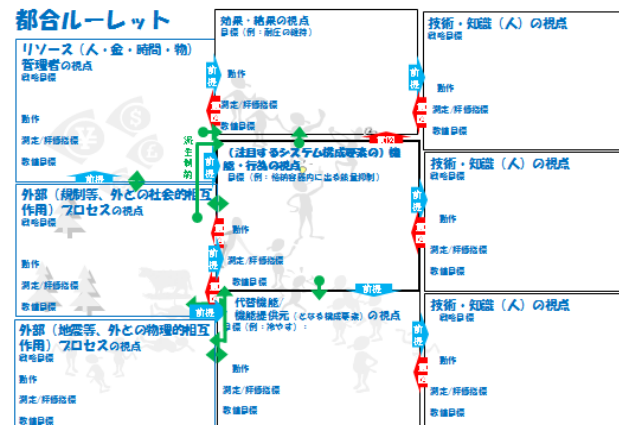 都合ルーレット
リソース（人・金・時間・物）
管理者の視点
戦略目標
動作
測定/評価指標
数値目標
前提
外部（規制等、外との社会的相互
作用）プロセスの視点
戦略目標
動作
測定/評価指標
数値目標
前提
外部（地震等、外との物理的相互
作用）プロセスの視点
戦略目標
動作
測定/評価指標
数値目標
派生制約
効果・結果の視点
目標（例：耐圧の維持）
前提
動作
測定/評価指標
数値目標
（注目するシステム構成要素の）機
能・行為の視点
目標（例：格納容器内に出る能量抑制）
前提
動作
前提
測定/評価指標
数値目標
前提
代替機能/
機能提供元（となる構成要素）の視点
目標（例：冷やす）：
動作
測定/評価指標
数値目標
技術・知識（人）の視点
戦略目標
前提
動作
測定/評価指標
数値目標
技術・知識（人）の視点
戦略目標
前提
動作
測定/評価指標
数値目標
技術・知識（人）の視点
戦略目標
前提
動作
測定/評価指標
数値目標